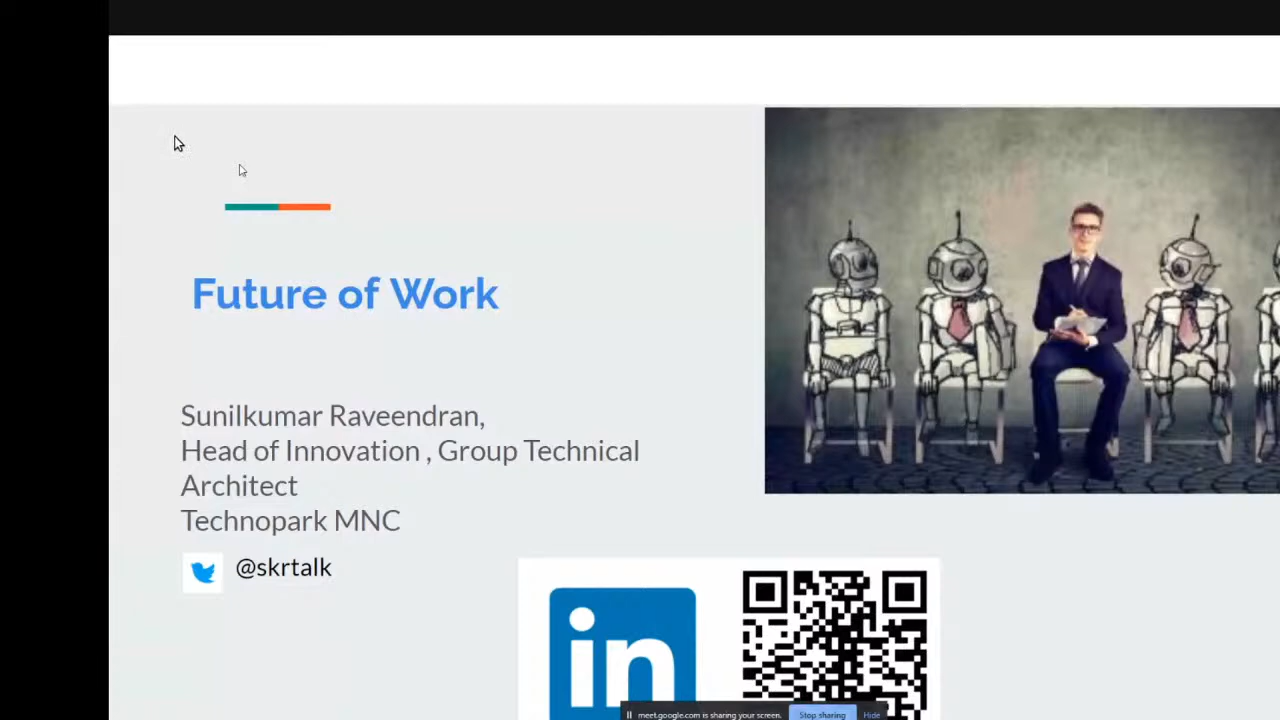 Future of Work
Sunilkumar Raveendran,
Head of Innovation , Group Technical
Architect
Technopark MNC
@skrtalk
in
meet.google.com is sharing your screen.
Stop sharing
Hide